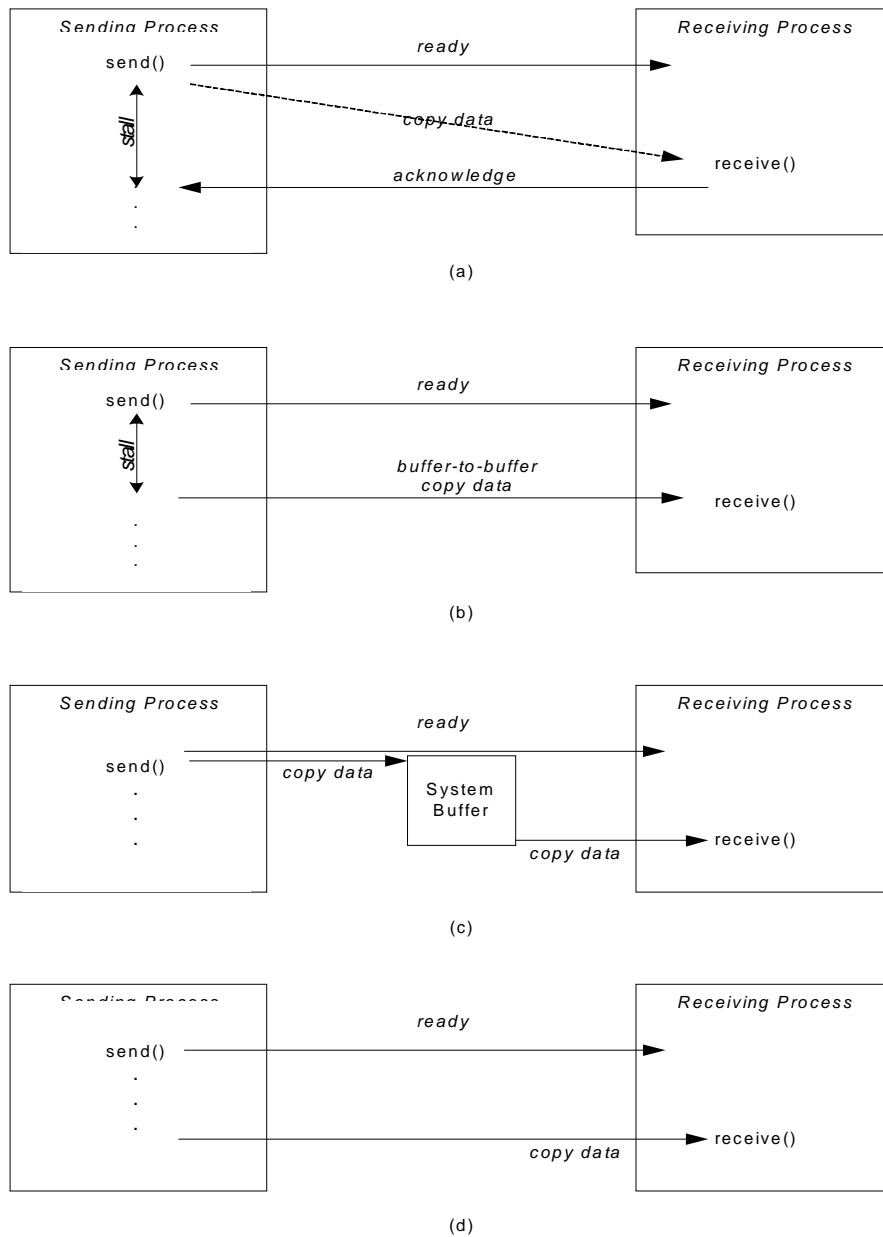 Sending Process
Receiving Process
send()
ready
stall
copy data
receive()
acknowledge
.
.
.
(a)
Sending Process
Receiving Process
send()
ready
stall
buffer-to-buffer
copy data
receive()
.
.
.
(b)
Sending Process
Receiving Process
ready
send()
copy data
System
Buffer
.
.
.
receive()
copy data
(c)
Sending Process
Receiving Process
ready
send()
.
.
.
receive()
copy data
(d)